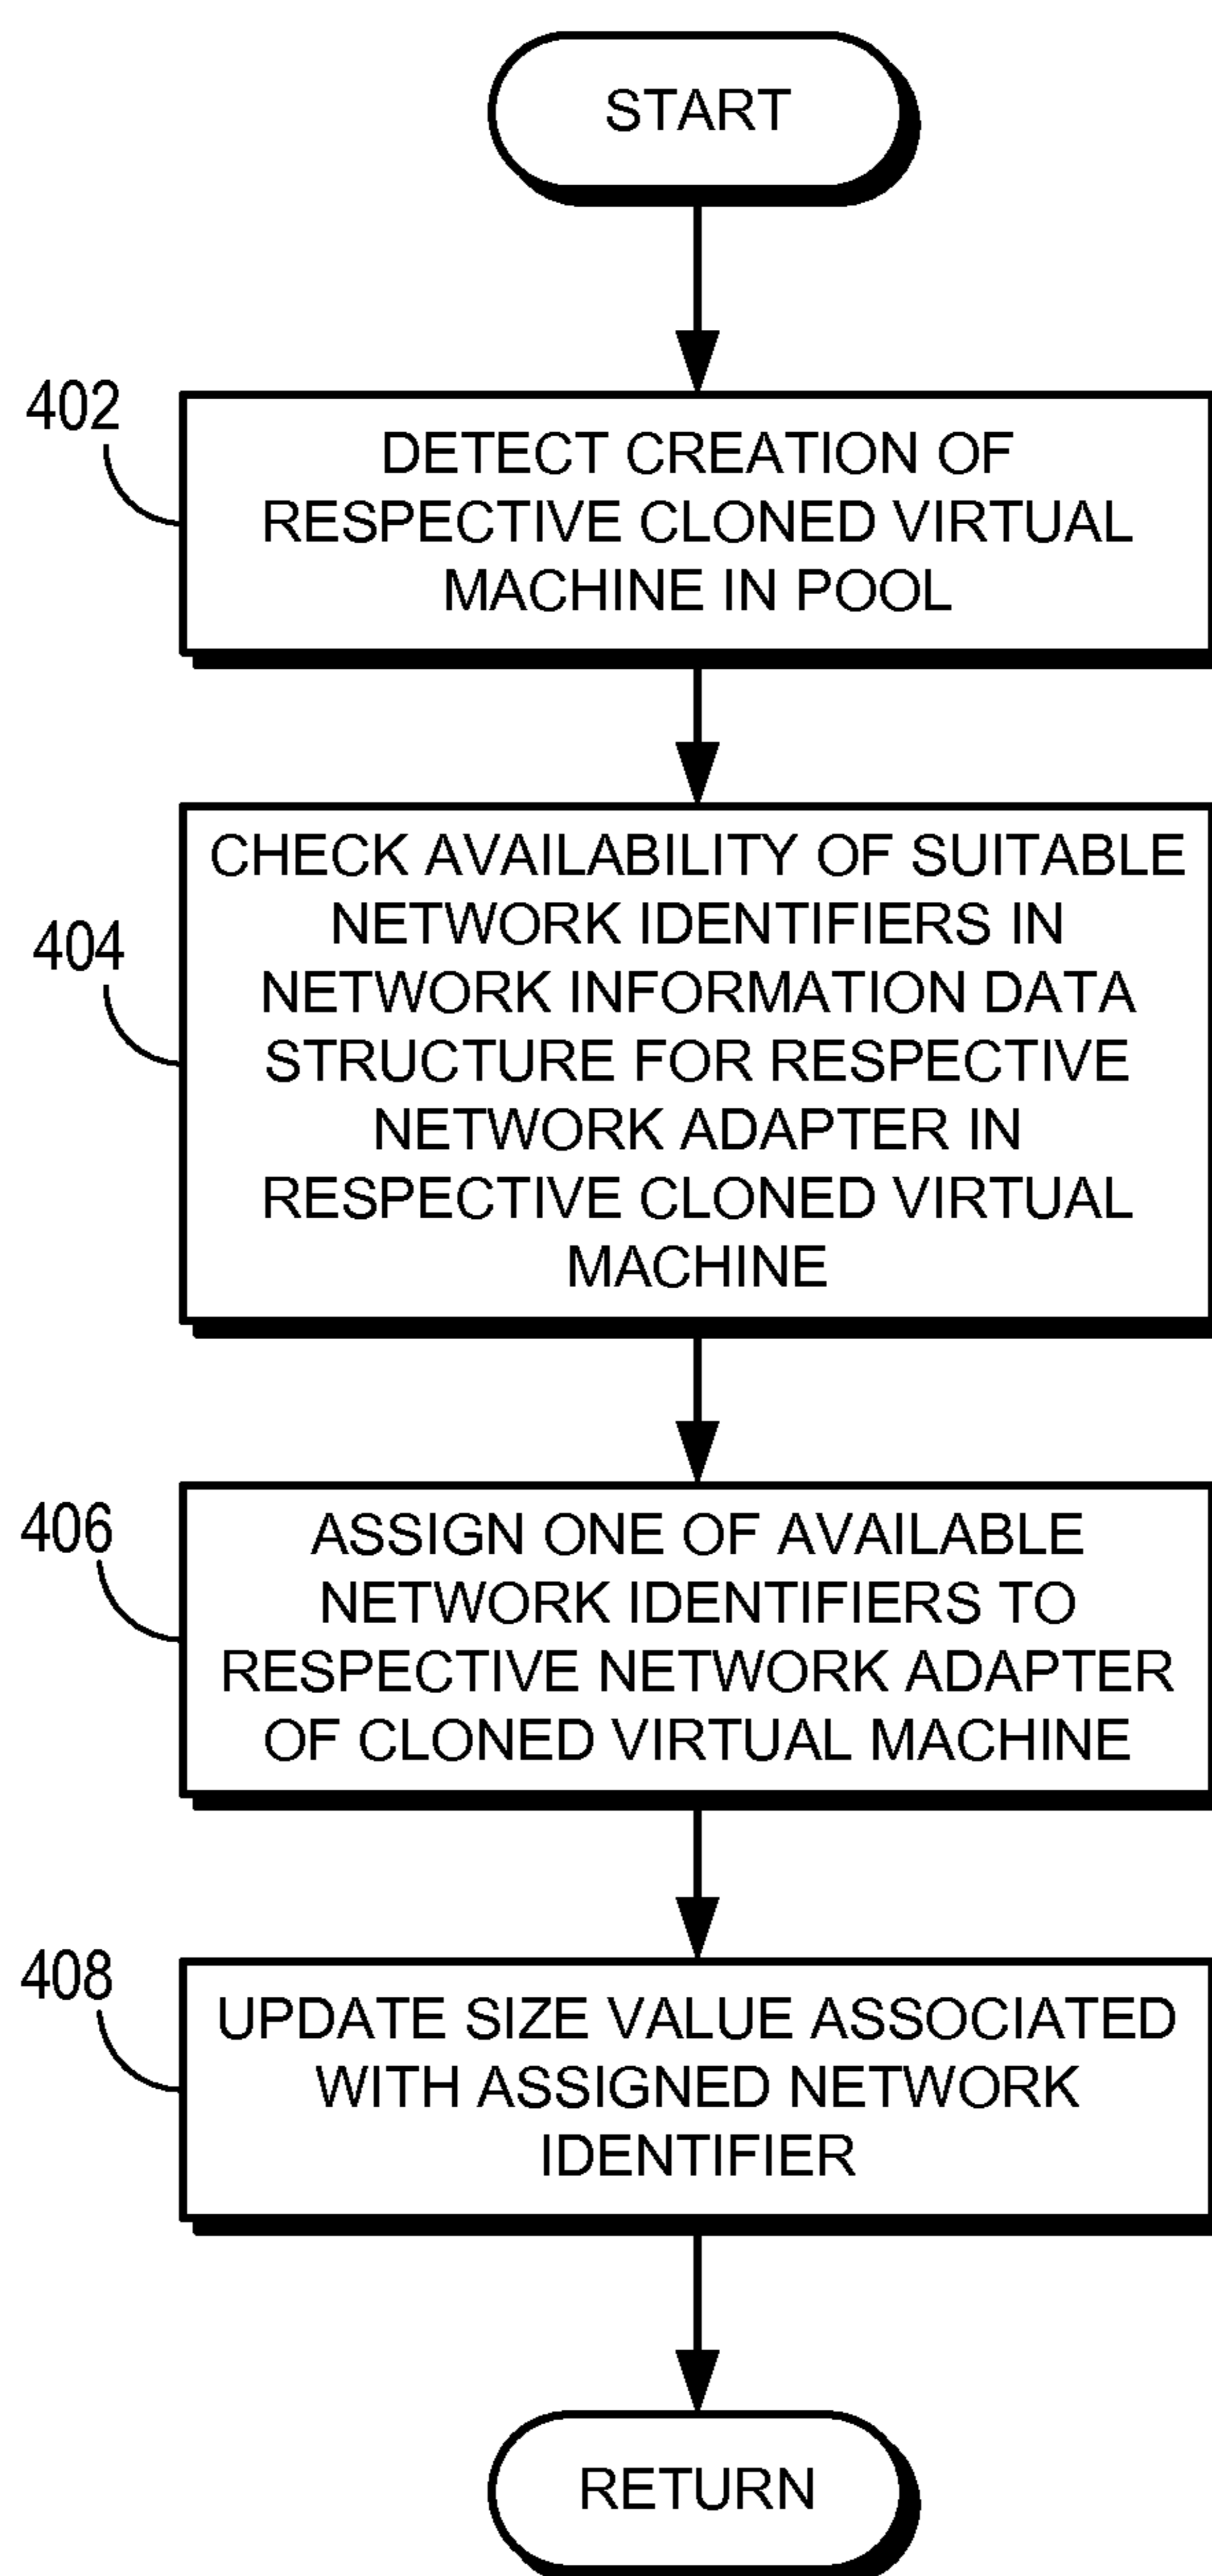 START
402
DETECT CREATION OF
RESPECTIVE CLONED VIRTUAL
MACHINE IN POOL
404
CHECK AVAILABILITY OF SUITABLE
NETWORK IDENTIFIERS IN
NETWORK INFORMATION DATA
STRUCTURE FOR RESPECTIVE
NETWORK ADAPTER IN
RESPECTIVE CLONED VIRTUAL
MACHINE
406
ASSIGN ONE OF AVAILABLE
NETWORK IDENTIFIERS TO
RESPECTIVE NETWORK ADAPTER
OF CLONED VIRTUAL MACHINE
408
UPDATE SIZE VALUE ASSOCIATED
WITH ASSIGNED NETWORK
IDENTIFIER
RETURN